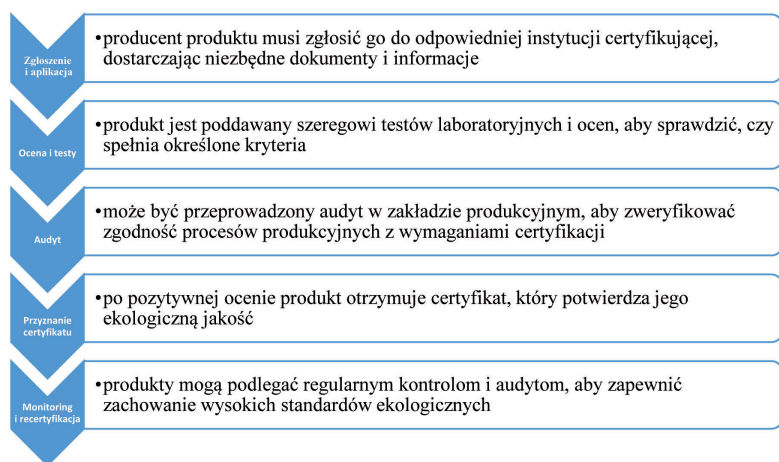 Zgłoszenie
i aplikacja
•producent produktu musi zgłosić go do odpowiedniej instytucji certyfikującej,
dostarczając niezbędne dokumenty i informacje
Ocena i testy
•produkt jest poddawany szeregowi testów laboratoryjnych i ocen, aby sprawdzić, czy
spełnia określone kryteria
Audyt
•może być przeprowadzony audyt w zakładzie produkcyjnym, aby zweryfikować
zgodność procesów produkcyjnych z wymaganiami certyfikacji
Przyznanie
certyfikatu
•po pozytywnej ocenie produkt otrzymuje certyfikat, który potwierdza jego
ekologiczną jakość
Monitoring
i recertyfikacja
•produkty mogą podlegać regularnym kontrolom i audytom, aby zapewnić
zachowanie wysokich standardów ekologicznych